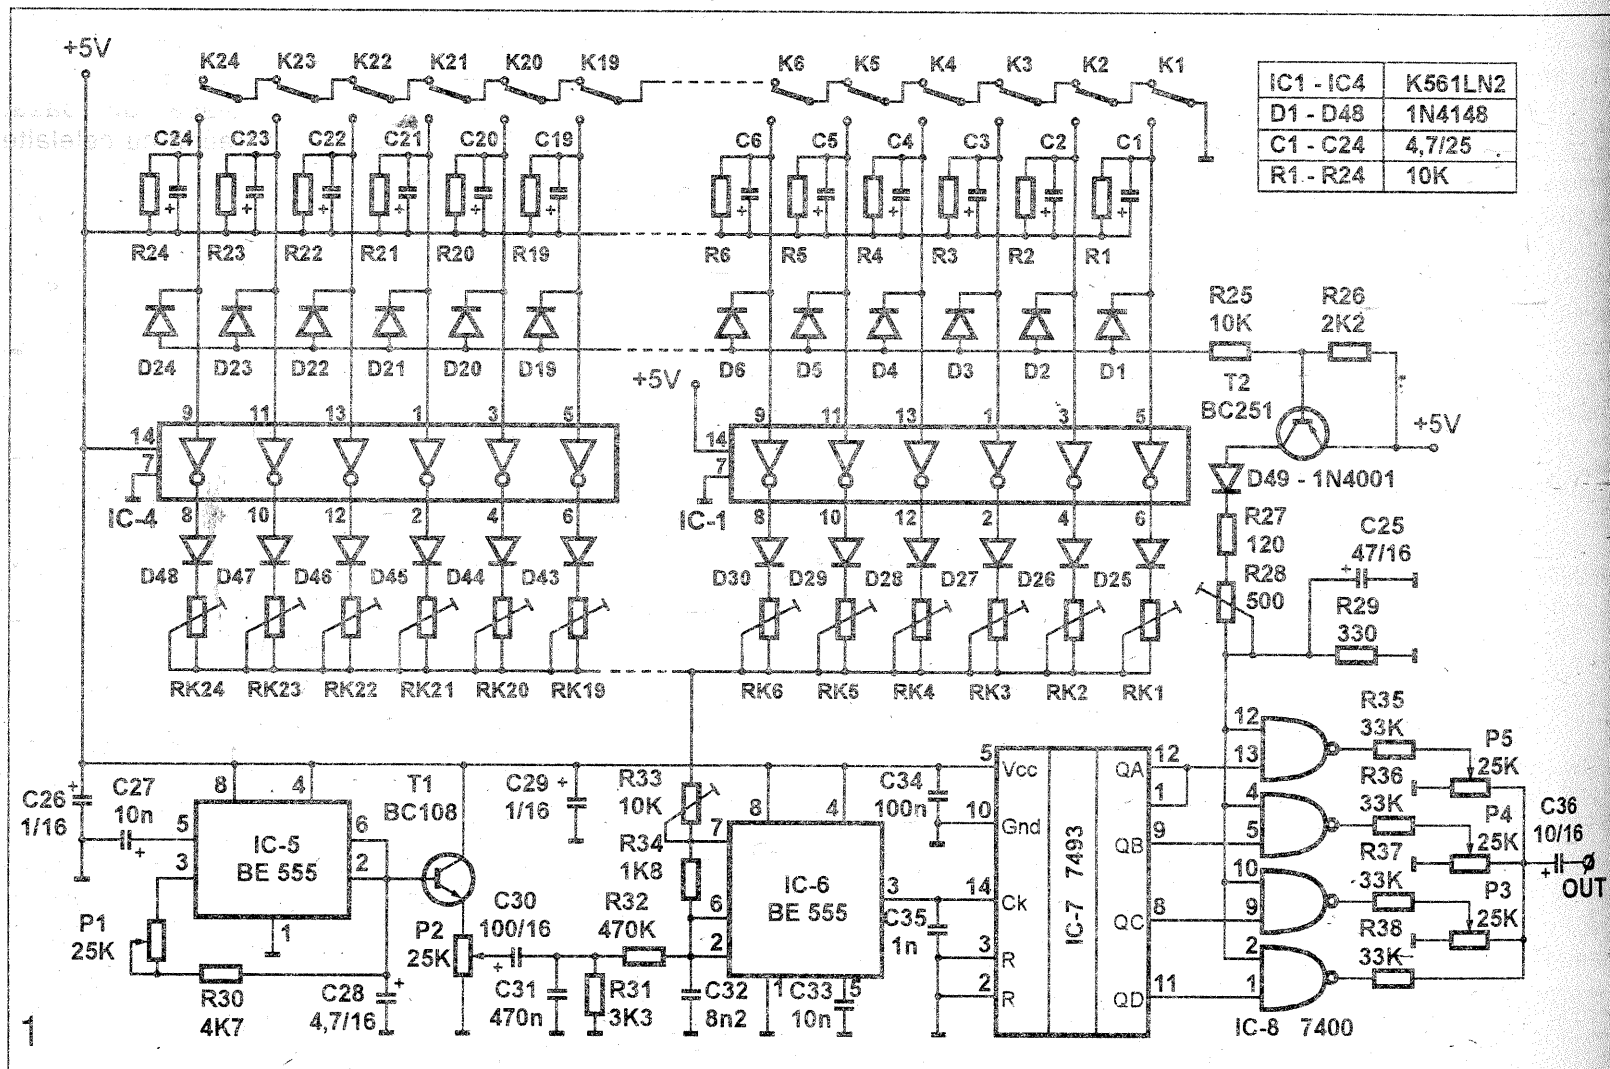 +5V
K24 K23 K22 K21 K20 K19 K6 K5 K4 K3 K2 K1
IC1 - IC4 K561LN2
D1 - D48 1N4148
C1 - C24 4,7/25
R1 - R24 10K
C24 C23 C22 C21 C20 C19 C6 C5 C4 C3 C2 C1
+ + + + + + + + + + + +
R24 R23 R22 R21 R20 R19 R6 R5 R4 R3 R2 R1
R25 R26
10K 2K2
D24 D23 D22 D21 D20 D19 +5V D6 D5 D4 D3 D2 D1
T2
BC251
+5V
9 11 13 1 3 5 9 11 13 1 3 5
14 14
7 7
D49 - 1N4001
IC-4 8 10 12 2 4 6 IC-1 8 10 12 2 4 6
R27
120
C25
47/16
+
D48 D47 D46 D45 D44 D43 D30 D29 D28 D27 D26 D25
R28
500
R29
330
RK24 RK23 RK22 RK21 RK20 RK19 RK6 RK5 RK4 RK3 RK2 RK1
C26
1/16
+
C27
10n
+
8 4
5 6
3 2
IC-5
BE 555
1
T1
BC108
C29
1/16
+
R33
10K
R34
1K8
8 4
7
6
2
3
IC-6
BE 555
1 5
C34
100n
5 Vcc QA 12
1
10 Gnd QB 9
14 Ck QC 8
3 R
2 R QD 11
IC-7 7493
12
13
4
5
10
9
2
1
R35
33K
R36
33K
R37
33K
R38
33K
P5
25K
P4
25K
P3
25K
C36
10/16
+
OUT
P1
25K
R30
4K7
C28
4,7/16
+
P2
25K
C30
100/16
+
C31
470n
R32
470K
R31
3K3
C32
8n2
C33
10n
C35
1n
IC-8 7400
1